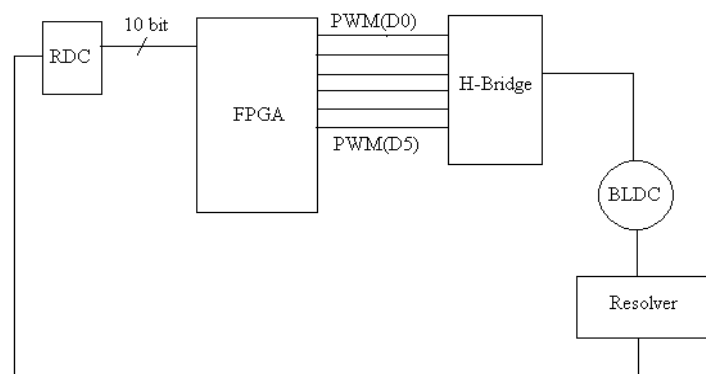 10 bit
PWM(D0)
RDC
H-Bridge
FPGA
PWM(D5)
BLDC
Resolver